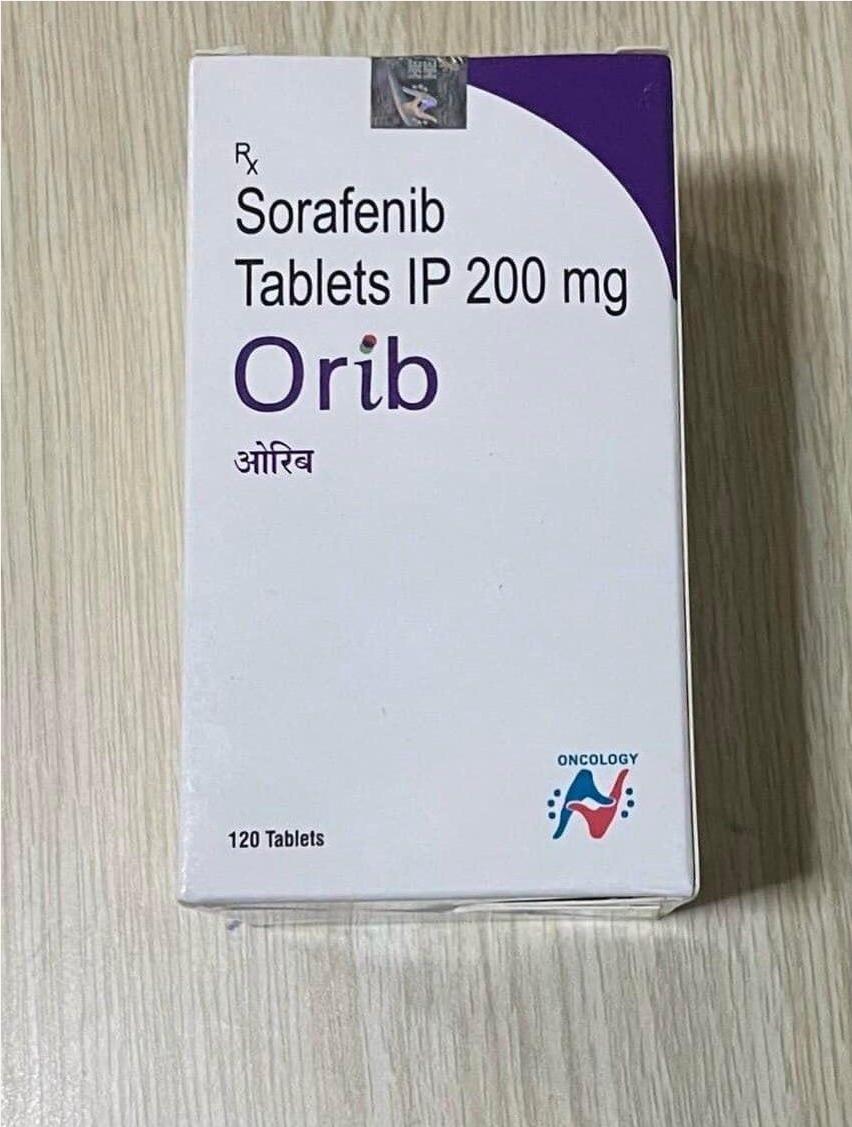 Rx
Sorafenib
Tablets IP 200 mg
Orib
ओरिब
ONCOLOGY
120 Tablets